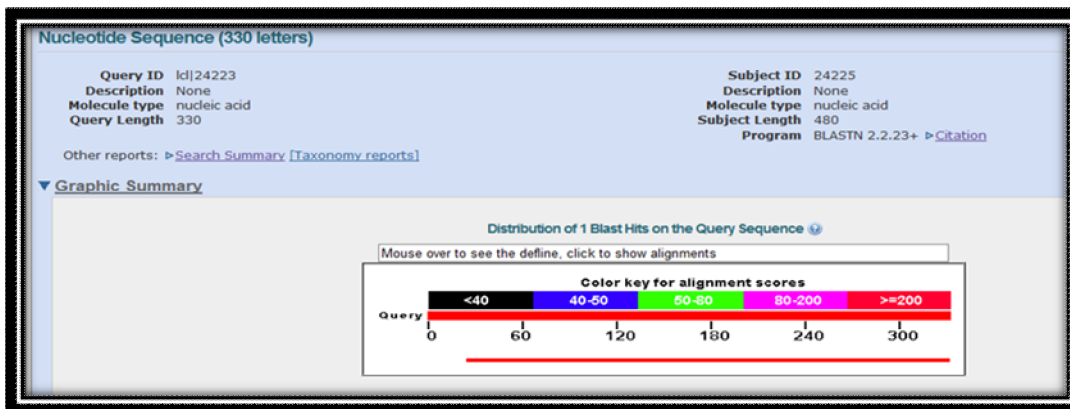 Nucleotide Sequence (330 letters)
Query ID lcl|24223
Description None
Molecule type nucleic acid
Query Length 330
Subject ID 24225
Description None
Molecule type nucleic acid
Subject Length 480
Program BLASTN 2.2.23+ ▷Citation
Other reports: ▷Search Summary [Taxonomy reports]
▼ Graphic Summary
Distribution of 1 Blast Hits on the Query Sequence
Mouse over to see the defline, click to show alignments
Color key for alignment scores
<40 40-50 50-80 80-200 >=200
Query
0 60 120 180 240 300